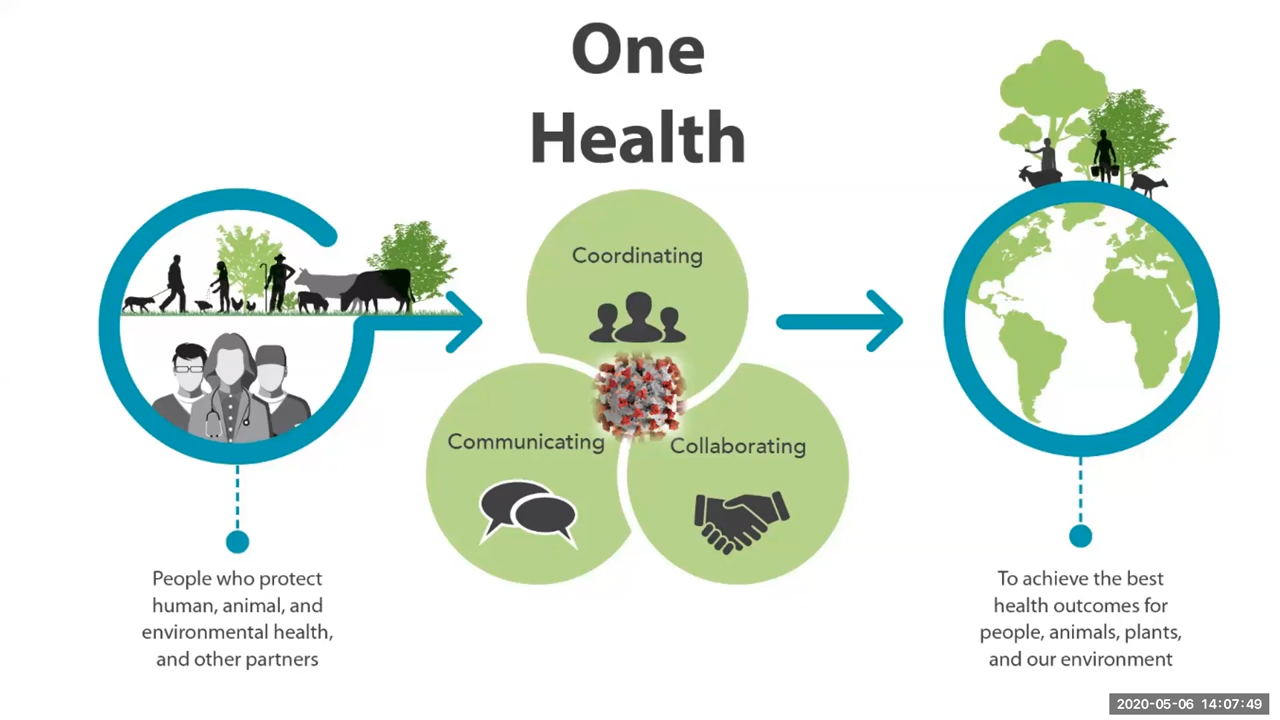 One
Health
Coordinating
Communicating
Collaborating
People who protect
human, animal, and
environmental health,
and other partners
To achieve the best
health outcomes for
people, animals, plants,
and our environment
2020-05-06 14:07:49